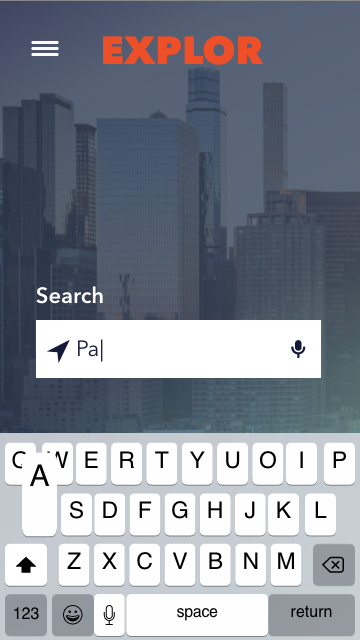 EXPLOR
Search
Pa
Q W E R T Y U O I P
A S D F G H J K L
Z X C V B N M
123 space return